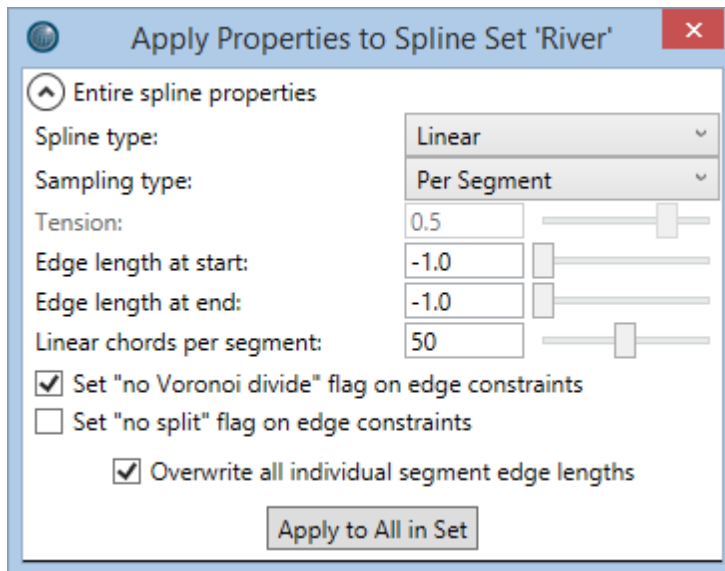 Apply Properties to Spline Set 'River'
Entire spline properties
Spline type: Linear
Sampling type: Per Segment
Tension: 0.5
Edge length at start: -1.0
Edge length at end: -1.0
Linear chords per segment: 50
Set "no Voronoi divide" flag on edge constraints
Set "no split" flag on edge constraints
Overwrite all individual segment edge lengths
Apply to All in Set